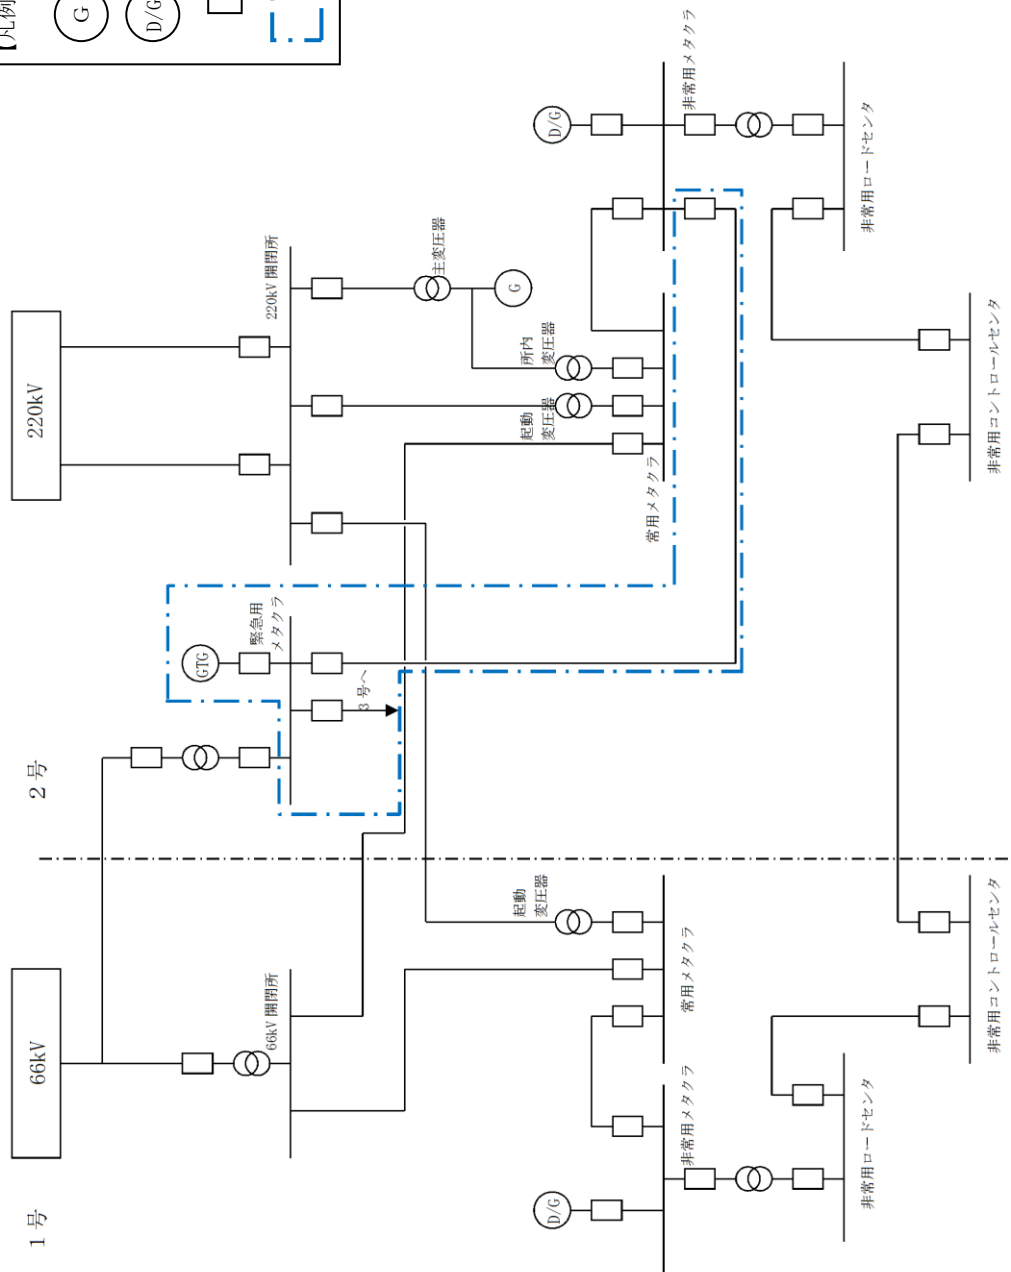 【凡例
G
D/G
1号
2号
66kV
220kV
66kV 開閉所
220kV 開閉所
GTG
緊急用
メタクラ
3 号へ
主変圧器
G
所内
変圧器
起動
変圧器
起動
変圧器
D/G
非常用メタクラ
常用メタクラ
常用メタクラ
D/G
非常用メタクラ
非常用ロードセンタ
非常用ロードセンタ
非常用コントロールセンタ
非常用コントロールセンタ